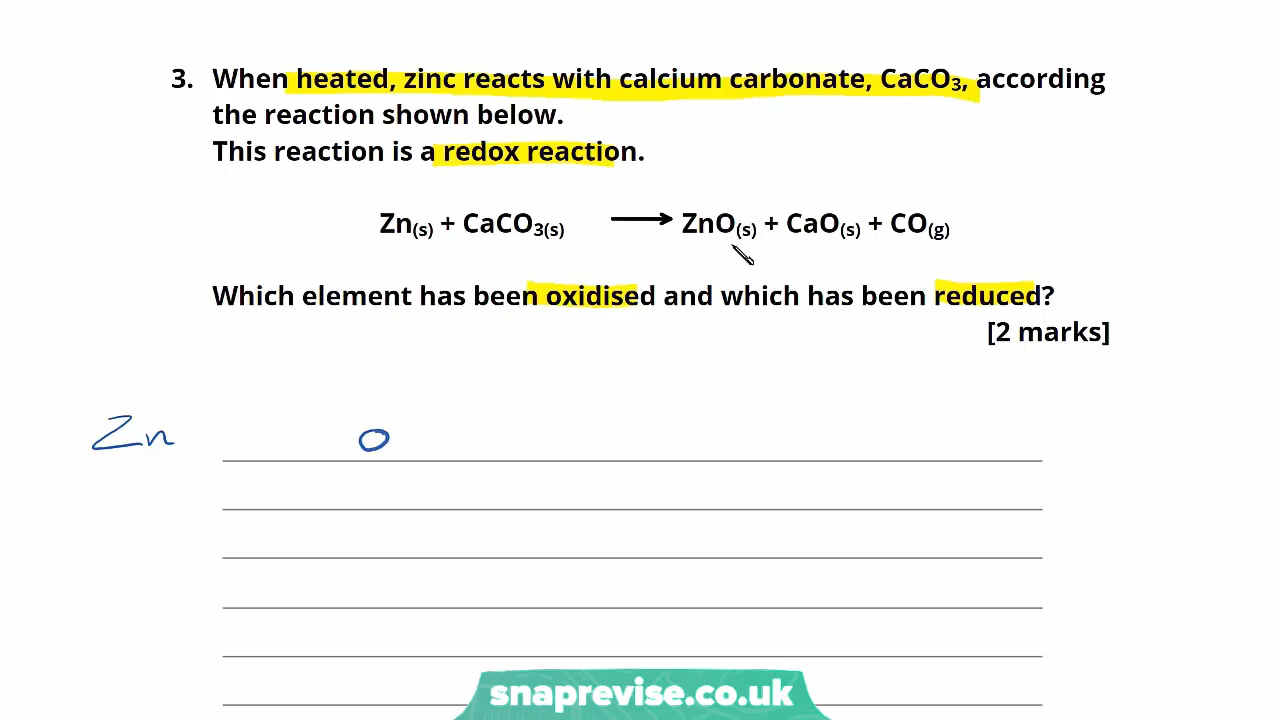 3. When heated, zinc reacts with calcium carbonate, CaCO₃, according
the reaction shown below.
This reaction is a redox reaction.
Zn(s) + CaCO₃(s) ⟶ ZnO(s) + CaO(s) + CO(g)
Which element has been oxidised and which has been reduced?
[2 marks]
Zn O
snaprevise.co.uk